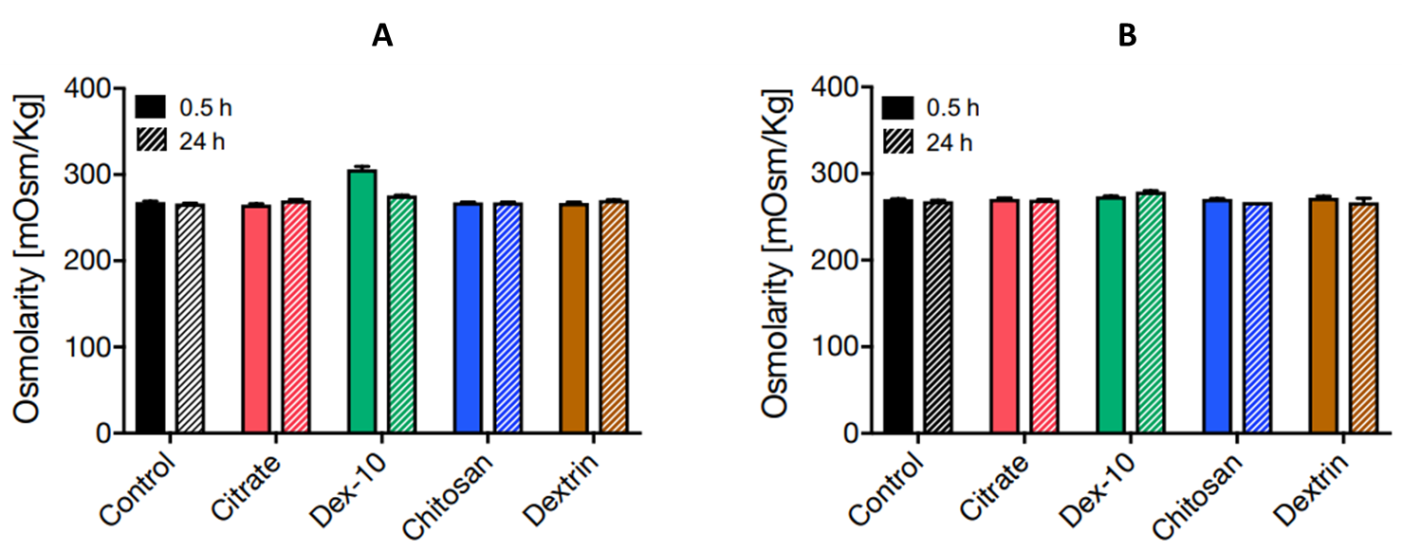 A
Osmolarity [mOsm/Kg]
400
300
200
100
0
0.5 h
24 h
Control
Citrate
Dex-10
Chitosan
Dextrin
B
Osmolarity [mOsm/Kg]
400
300
200
100
0
0.5 h
24 h
Control
Citrate
Dex-10
Chitosan
Dextrin